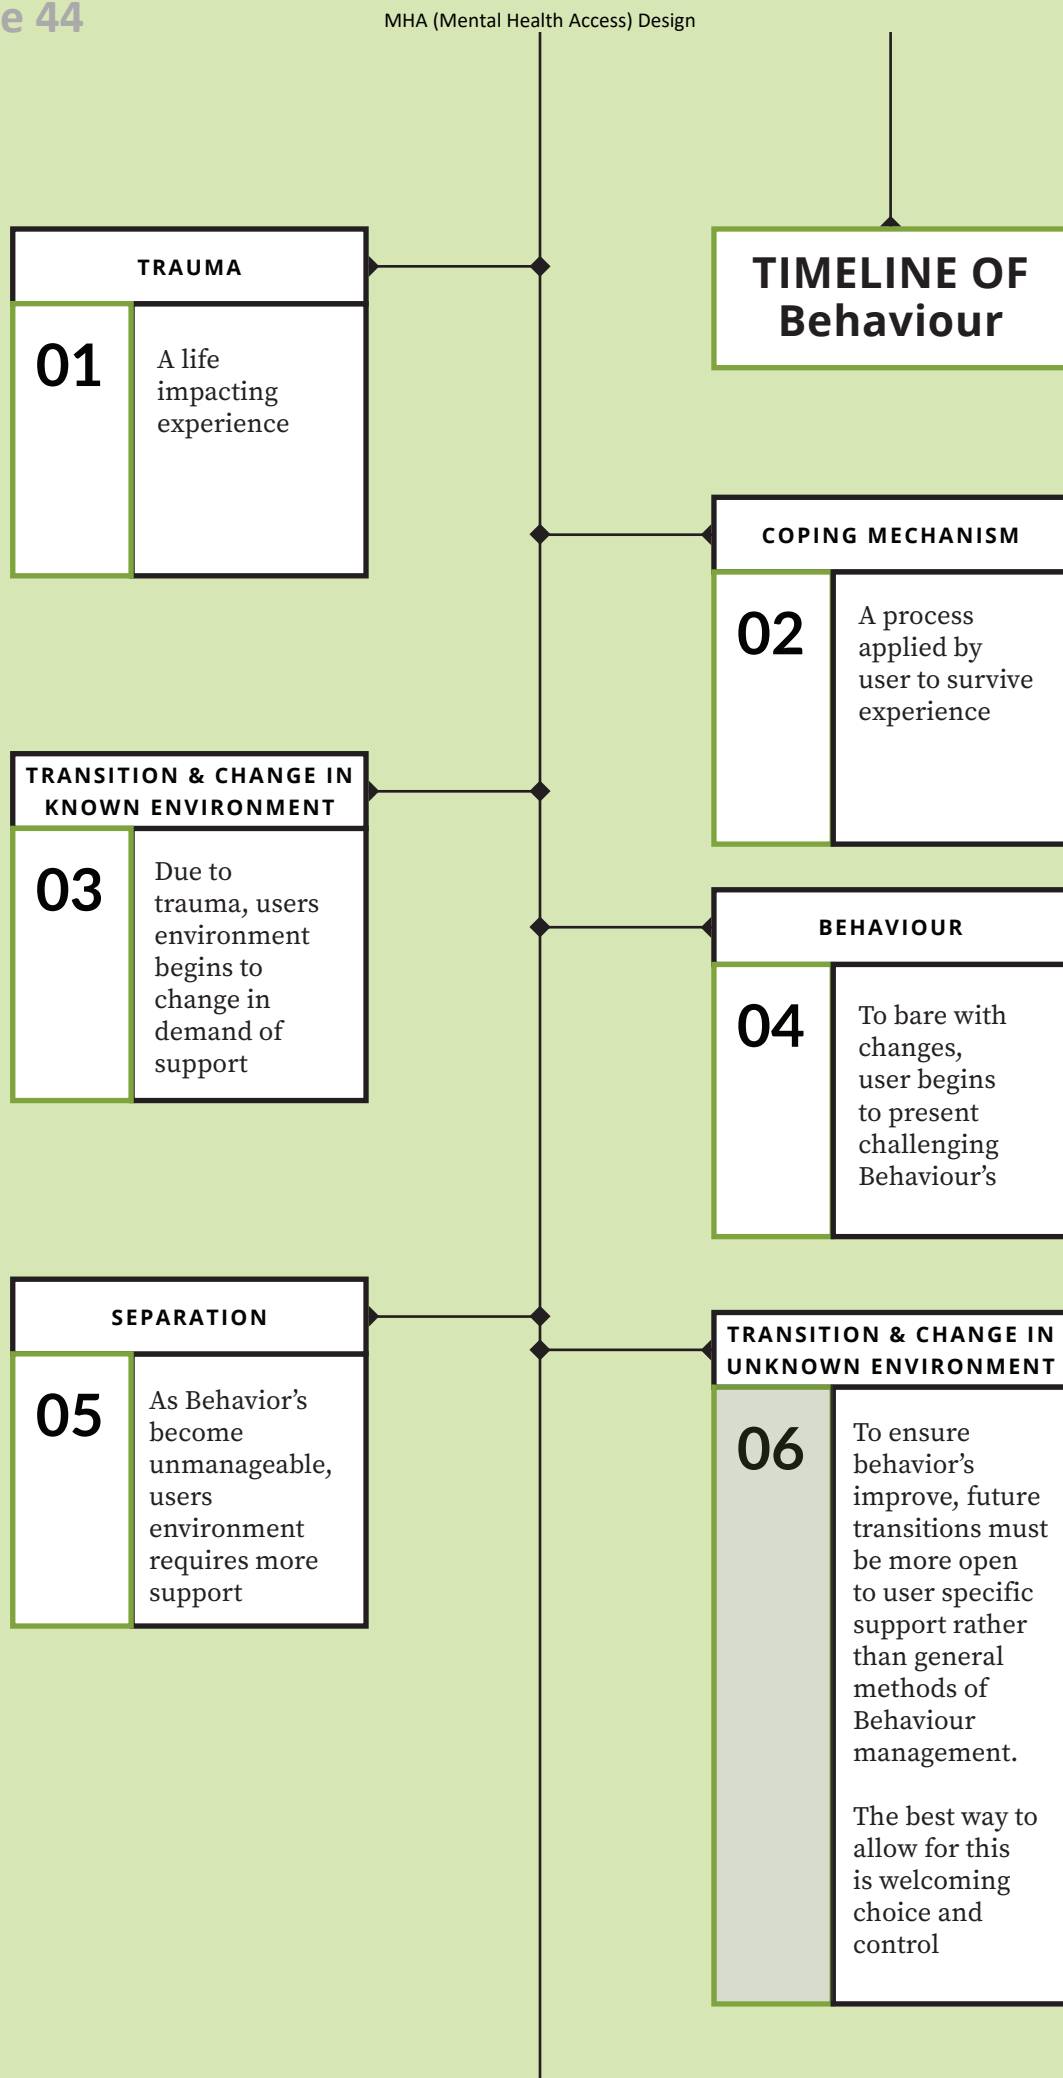 e 44
MHA (Mental Health Access) Design
TIMELINE OF
Behaviour
TRAUMA
01
A life
impacting
experience
COPING MECHANISM
02
A process
applied by
user to survive
experience
TRANSITION & CHANGE IN
KNOWN ENVIRONMENT
03
Due to
trauma, users
environment
begins to
change in
demand of
support
BEHAVIOUR
04
To bare with
changes,
user begins
to present
challenging
Behaviour’s
SEPARATION
05
As Behavior’s
become
unmanageable,
users
environment
requires more
support
TRANSITION & CHANGE IN
UNKNOWN ENVIRONMENT
06
To ensure
behavior’s
improve, future
transitions must
be more open
to user specific
support rather
than general
methods of
Behaviour
management.
The best way to
allow for this
is welcoming
choice and
control